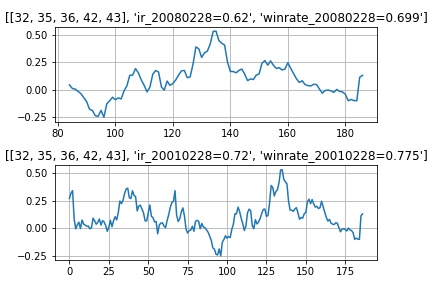 [[32, 35, 36, 42, 43], 'ir_20080228=0.62', 'winrate_20080228=0.699']
0.50
0.25
0.00
−0.25
80 100 120 140 160 180
[[32, 35, 36, 42, 43], 'ir_20010228=0.72', 'winrate_20010228=0.775']
0.50
0.25
0.00
−0.25
0 25 50 75 100 125 150 175